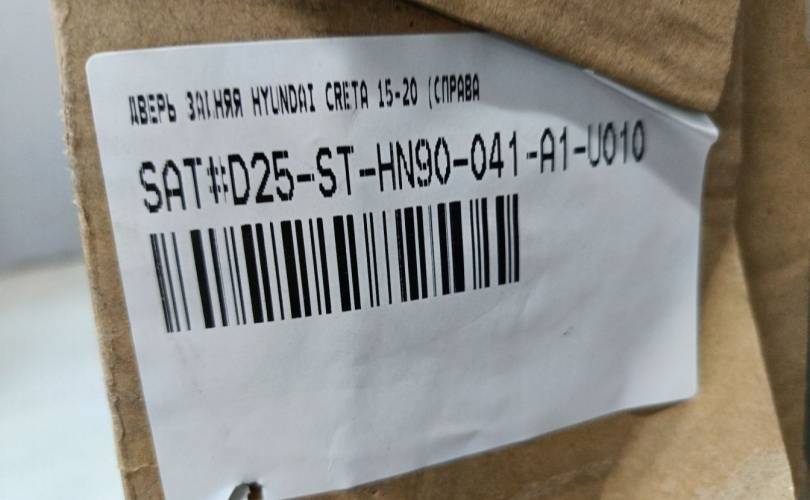 ДВЕРЬ ЗАДНЯЯ HYUNDAI CRETA 15-20 (СПРАВА
SAT#D25-ST-HN90-041-A1-U010